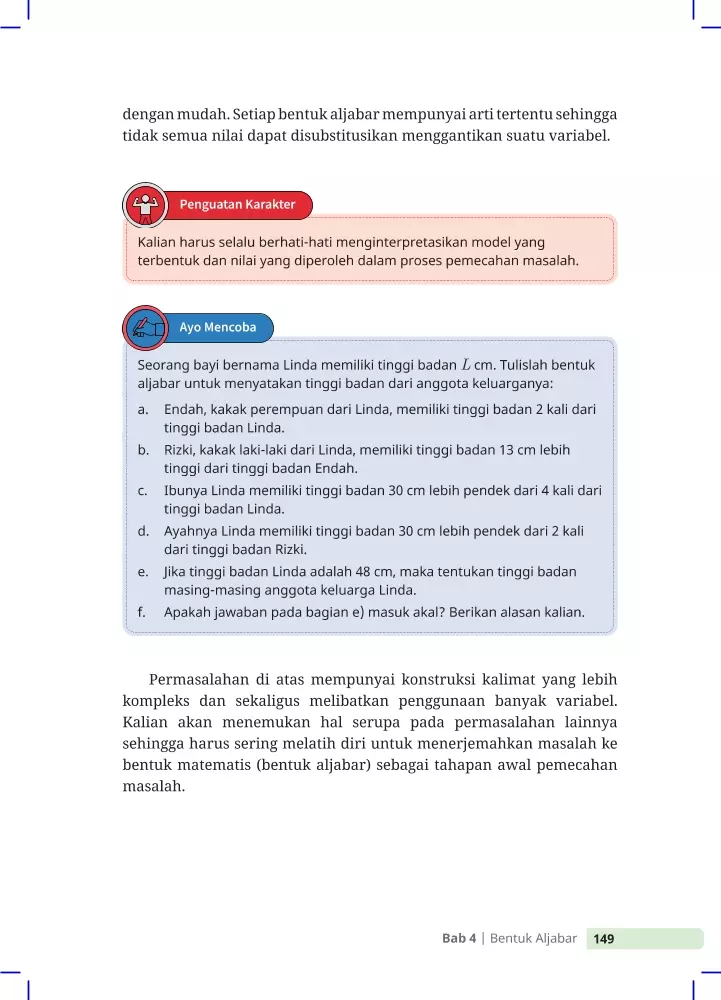 dengan mudah. Setiap bentuk aljabar mempunyai arti tertentu sehingga
tidak semua nilai dapat disubstitusikan menggantikan suatu variabel.
Penguatan Karakter
Kalian harus selalu berhati-hati menginterpretasikan model yang
terbentuk dan nilai yang diperoleh dalam proses pemecahan masalah.
Ayo Mencoba
Seorang bayi bernama Linda memiliki tinggi badan L cm. Tulislah bentuk
aljabar untuk menyatakan tinggi badan dari anggota keluarganya:
a. Endah, kakak perempuan dari Linda, memiliki tinggi badan 2 kali dari
tinggi badan Linda.
b. Rizki, kakak laki-laki dari Linda, memiliki tinggi badan 13 cm lebih
tinggi dari tinggi badan Endah.
c. Ibunya Linda memiliki tinggi badan 30 cm lebih pendek dari 4 kali dari
tinggi badan Linda.
d. Ayahnya Linda memiliki tinggi badan 30 cm lebih pendek dari 2 kali
dari tinggi badan Rizki.
e. Jika tinggi badan Linda adalah 48 cm, maka tentukan tinggi badan
masing-masing anggota keluarga Linda.
f. Apakah jawaban pada bagian e) masuk akal? Berikan alasan kalian.
Permasalahan di atas mempunyai konstruksi kalimat yang lebih
kompleks dan sekaligus melibatkan penggunaan banyak variabel.
Kalian akan menemukan hal serupa pada permasalahan lainnya
sehingga harus sering melatih diri untuk menerjemahkan masalah ke
bentuk matematis (bentuk aljabar) sebagai tahapan awal pemecahan
masalah.
Bab 4 | Bentuk Aljabar 149